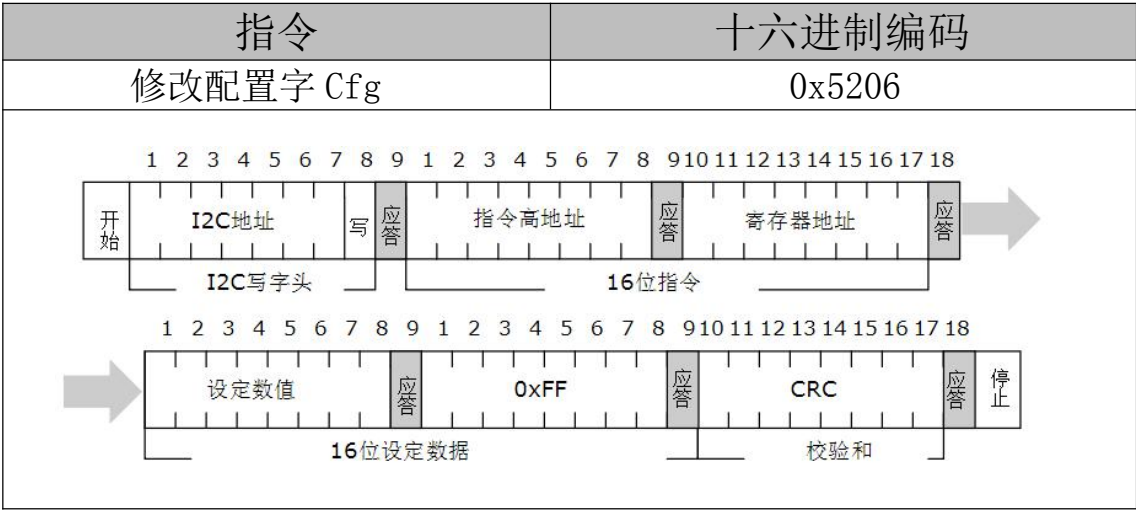 指令 十六进制编码
修改配置字 Cfg 0x5206
1 2 3 4 5 6 7 8 9 1 2 3 4 5 6 7 8 9 10 11 12 13 14 15 16 17 18
开始 I2C地址 写 应答 指令高地址 应答 寄存器地址 应答
I2C写字头 16位指令
1 2 3 4 5 6 7 8 9 1 2 3 4 5 6 7 8 9 10 11 12 13 14 15 16 17 18
设定数值 应答 0xFF 应答 CRC 应答 停止
16位设定数据 校验和